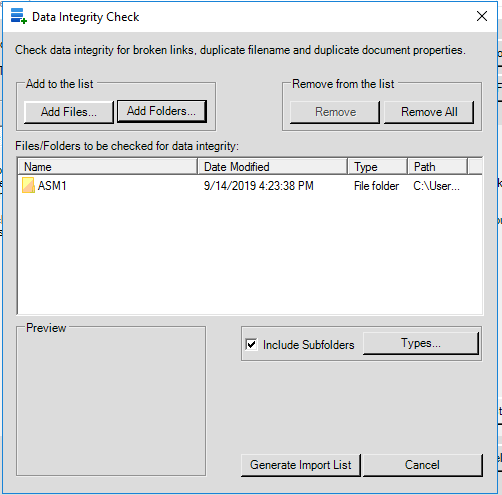 Data Integrity Check
Check data integrity for broken links, duplicate filename and duplicate document properties.
Add to the list
Remove from the list
Add Files...
Add Folders...
Remove
Remove All
Files/Folders to be checked for data integrity:
Name Date Modified Type Path
ASM1 9/14/2019 4:23:38 PM File folder C:\User...
Preview
Include Subfolders
Types...
Generate Import List
Cancel